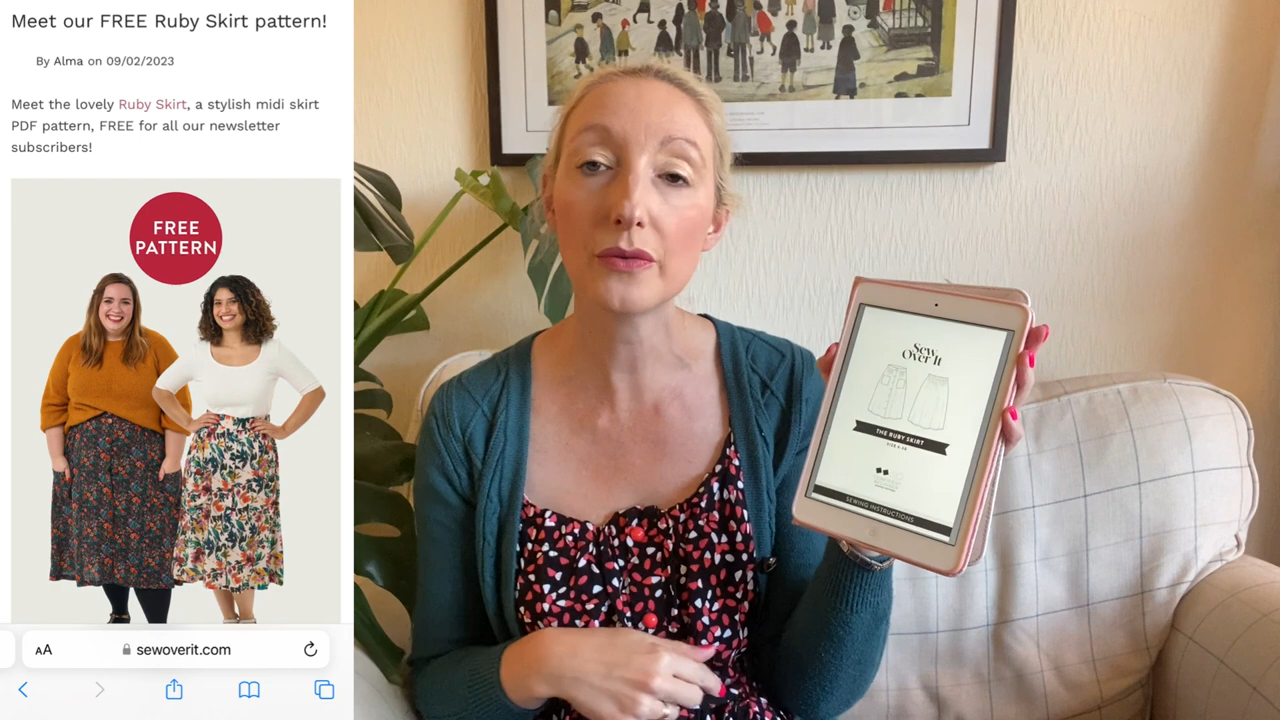 Meet our FREE Ruby Skirt pattern!
By Alma on 09/02/2023
Meet the lovely Ruby Skirt, a stylish midi skirt
PDF pattern, FREE for all our newsletter
subscribers!
FREE
PATTERN
AA
sewoverit.com
Sew
Over It
THE RUBY SKIRT
SEWING INSTRUCTIONS